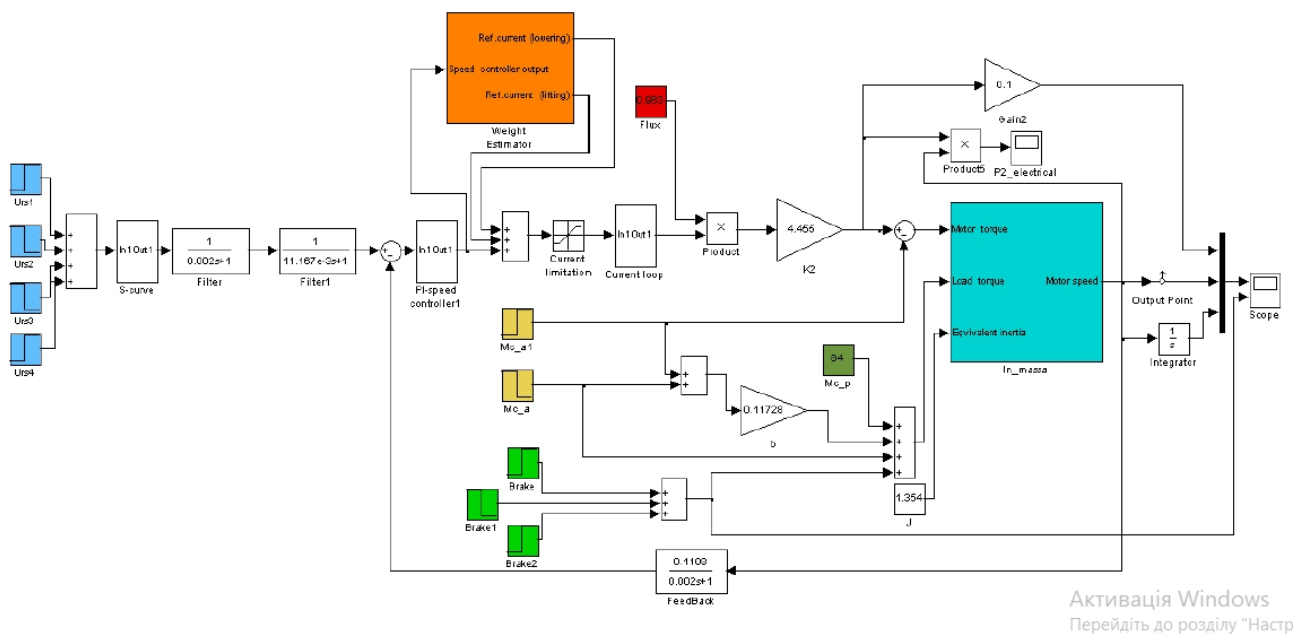 Ref.current (lowering)
Speed controller output
Ref.current (lifting)
Weight
Estimator
0.983
Flux
0.1
Gain2
×
Product5
P2_electrical
Urs1
Urs2
Urs3
Urs4
+
+
+
+
In1Out1
S-curve
1
0.002s+1
Filter
1
11.167e-3s+1
Filter1
+
-
In1Out1
PI-speed
controller1
+
+
+
Current
limitation
In1Out1
Current loop
×
Product
4.455
K2
+
-
Motor torque
Load torque
Motor speed
Equivalent inertia
In_massa
Output Point
1
s
Integrator
Scope
Mc_a1
Mc_a
+
+
0.11728
b
84
Mc_p
+
+
+
+
1.354
J
Brake
Brake1
Brake2
+
+
+
0.1109
0.002s+1
FeedBack
Активація Windows
Перейдіть до розділу "Настр